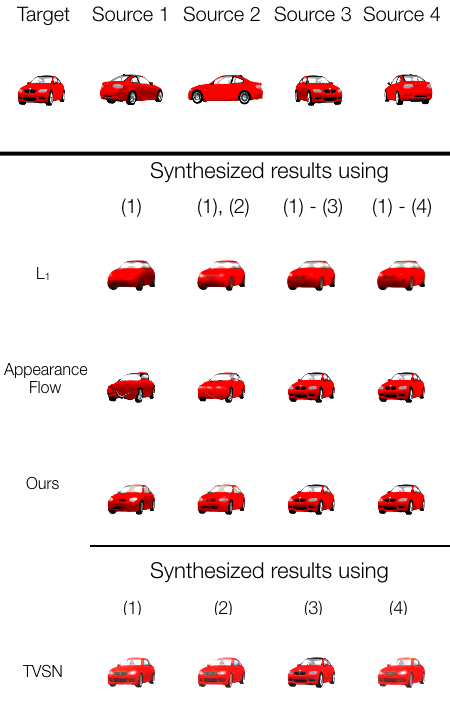 Target Source 1 Source 2 Source 3 Source 4
Synthesized results using
(1) (1), (2) (1) - (3) (1) - (4)
L₁
Appearance
Flow
Ours
Synthesized results using
(1) (2) (3) (4)
TVSN